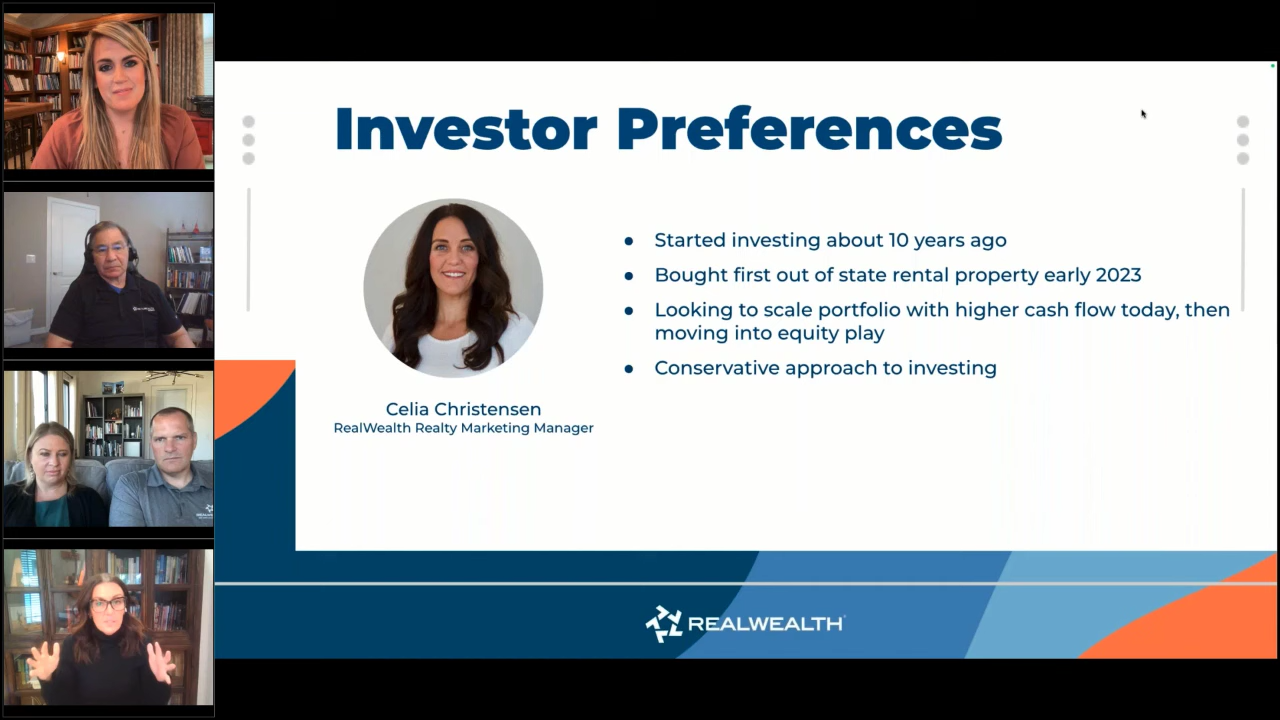 Investor Preferences
• Started investing about 10 years ago
• Bought first out of state rental property early 2023
• Looking to scale portfolio with higher cash flow today, then
moving into equity play
• Conservative approach to investing
Celia Christensen
RealWealth Realty Marketing Manager
REALWEALTH